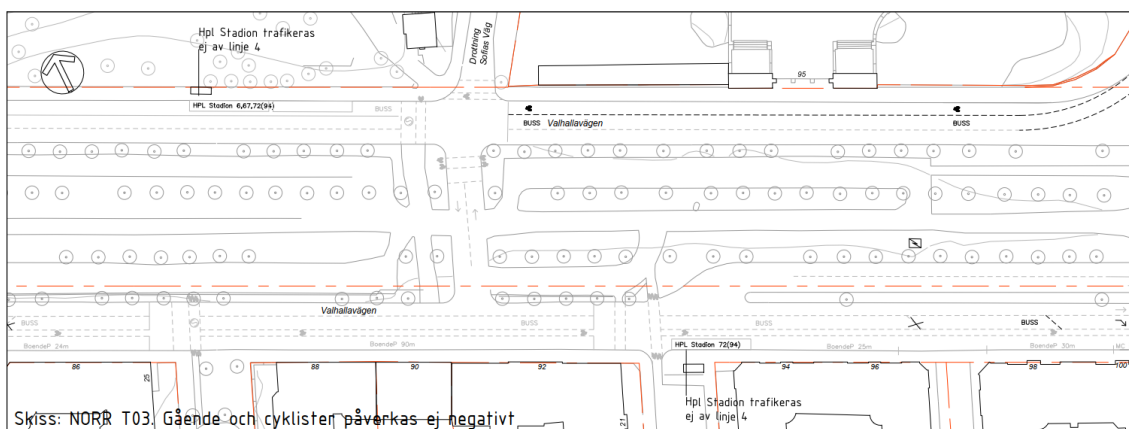 Hpl Stadion trafikeras
ej av linje 4
Drottning
Sofias Väg
95
HPL Stadion 6,67,72(94)
BUSS
BUSS
Valhallavägen
BUSS
Valhallavägen
BUSS
BUSS
BUSS
BUSS
BoendeP 24m
BoendeP 90m
HPL Stadion 72(94)
BoendeP 25m
BoendeP 30m
MC
86
25
88
90
92
94
96
98
100
21
Hpl Stadion trafikeras
ej av linje 4
Skiss: NORR T03. Gående och cyklister påverkas ej negativt